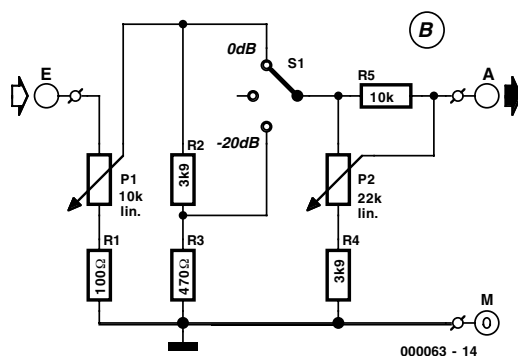 B
0dB
S1
E
A
R5
10k
-20dB
R2
3k9
P1
10k
lin.
P2
22k
lin.
R1
100Ω
R3
470Ω
R4
3k9
M
0
000063 - 14